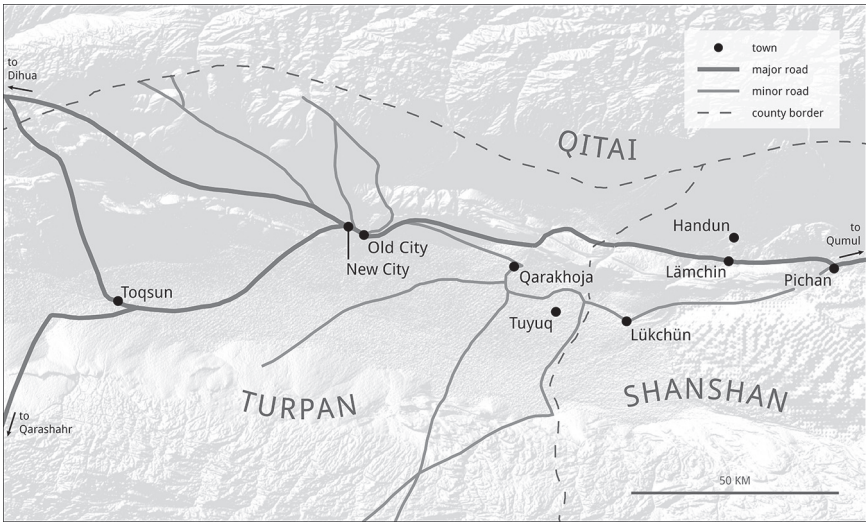 to
Dihua
town
major road
minor road
county border
QITAI
Handun
to
Qumul
Old City
New City
Lämchin
Pichan
Qarakhoja
Toqsun
Tuyuq
Lükchün
TURPAN
SHANSHAN
to
Qarashahr
50 KM